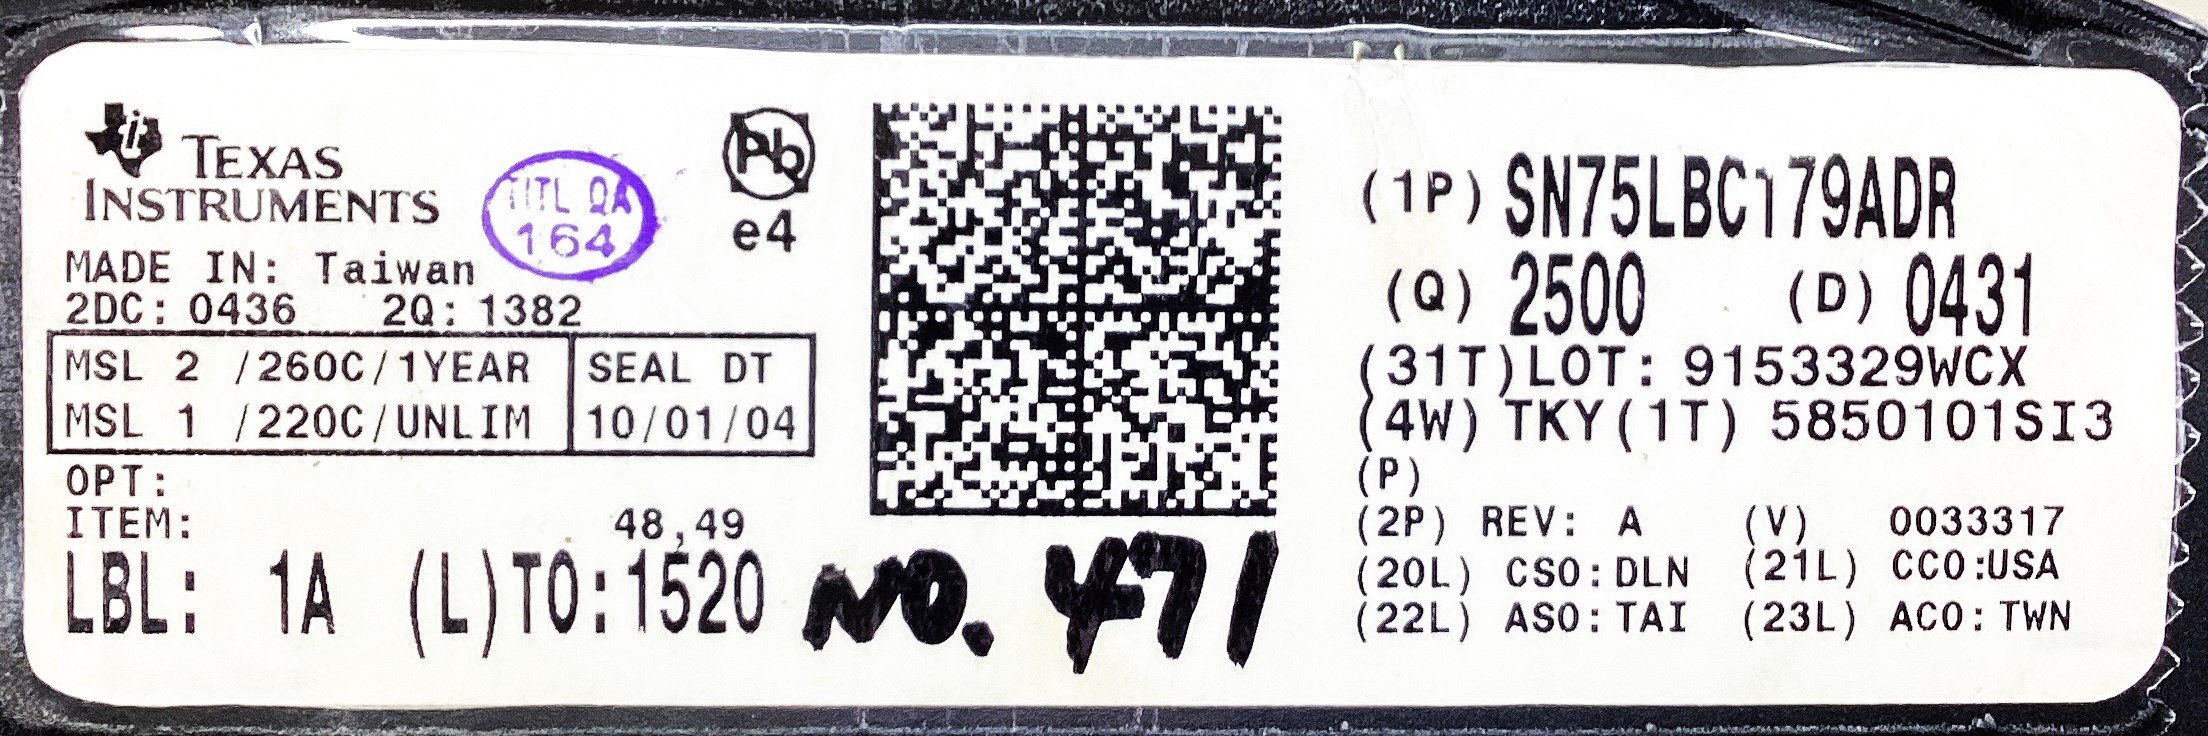 TEXAS
INSTRUMENTS
TITL QA
164
Pb
e4
MADE IN: Taiwan
2DC: 0436 2Q: 1382
MSL 2 /260C/1YEAR
MSL 1 /220C/UNLIM
SEAL DT
10/01/04
OPT:
ITEM:
48,49
LBL: 1A (L)TO:1520
NO. 471
(1P) SN75LBC179ADR
(Q) 2500 (D) 0431
(31T)LOT: 9153329WCX
(4W) TKY(1T) 5850101SI3
(P)
(2P) REV: A (V) 0033317
(20L) CSO:DLN (21L) CCO:USA
(22L) ASO:TAI (23L) ACO:TWN